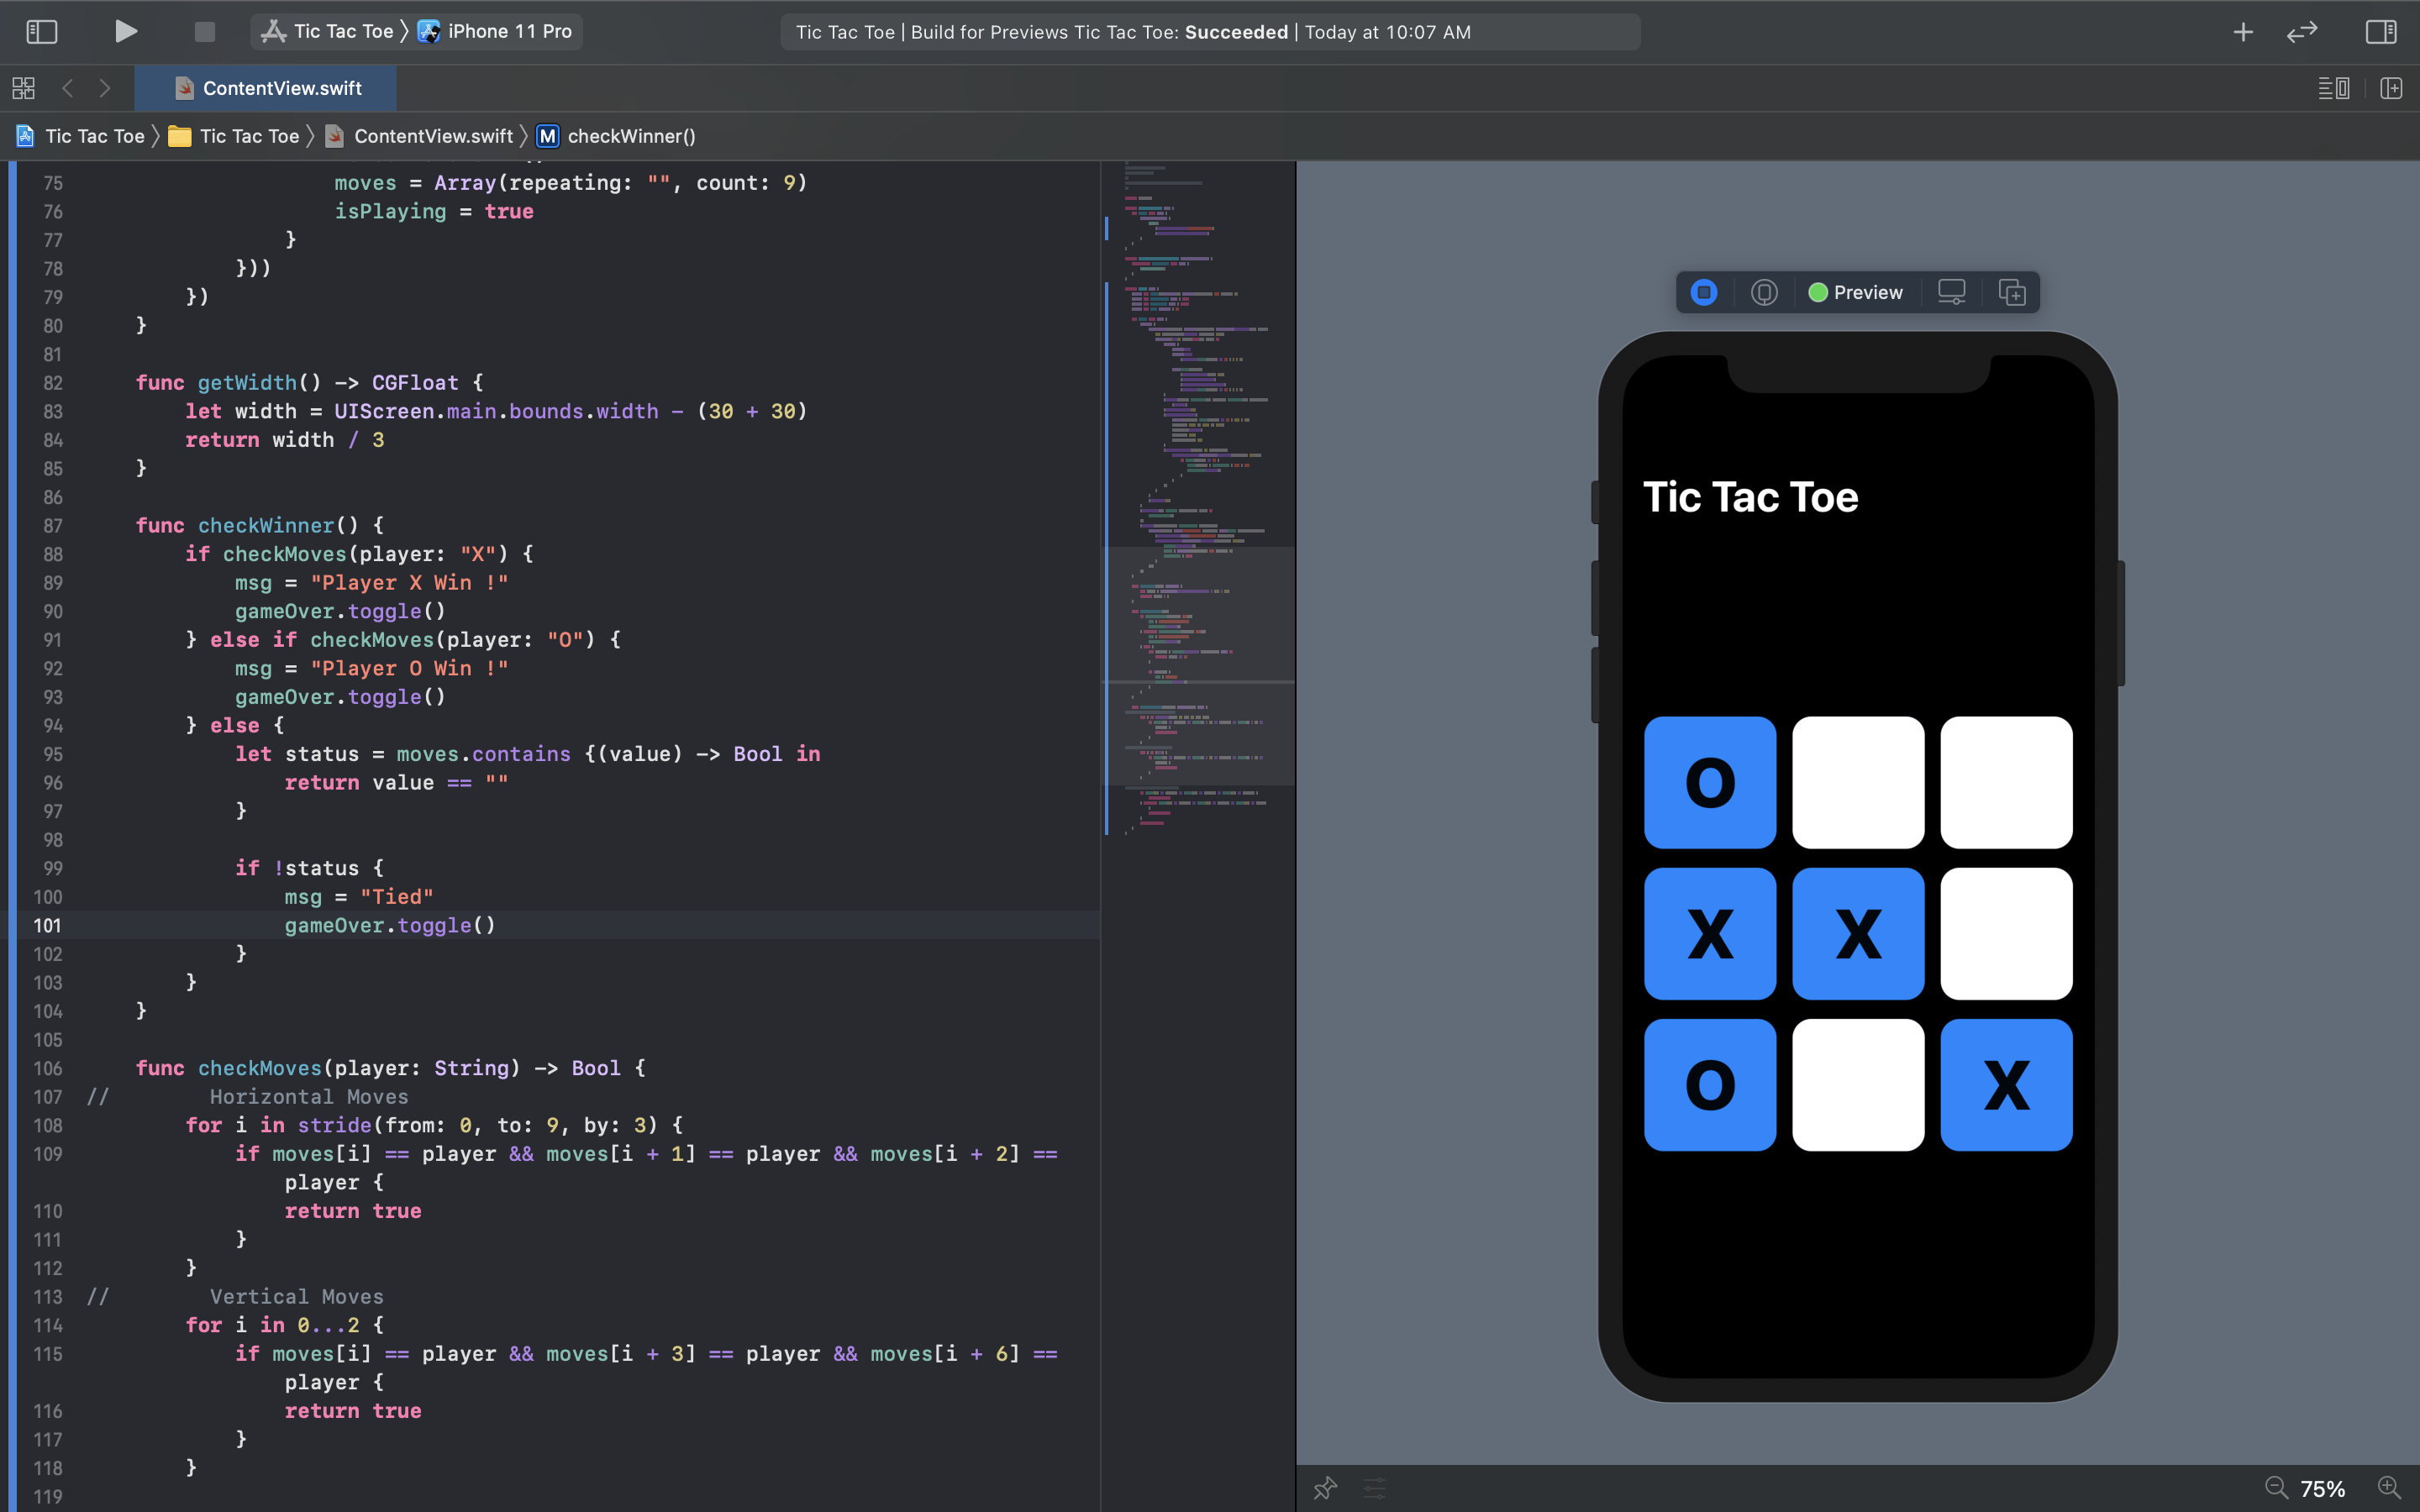 Tic Tac Toe iPhone 11 Pro
Tic Tac Toe | Build for Previews Tic Tac Toe: Succeeded | Today at 10:07 AM
ContentView.swift
Tic Tac Toe Tic Tac Toe ContentView.swift M checkWinner()
75 moves = Array(repeating: "", count: 9)
76 isPlaying = true
77 }
78 }))
79 })
80 }
81
82 func getWidth() -> CGFloat {
83 let width = UIScreen.main.bounds.width - (30 + 30)
84 return width / 3
85 }
86
87 func checkWinner() {
88 if checkMoves(player: "X") {
89 msg = "Player X Win !"
90 gameOver.toggle()
91 } else if checkMoves(player: "O") {
92 msg = "Player O Win !"
93 gameOver.toggle()
94 } else {
95 let status = moves.contains {(value) -> Bool in
96 return value == ""
97 }
98
99 if !status {
100 msg = "Tied"
101 gameOver.toggle()
102 }
103 }
104 }
105
106 func checkMoves(player: String) -> Bool {
107 // Horizontal Moves
108 for i in stride(from: 0, to: 9, by: 3) {
109 if moves[i] == player && moves[i + 1] == player && moves[i + 2] ==
player {
110 return true
111 }
112 }
113 // Vertical Moves
114 for i in 0...2 {
115 if moves[i] == player && moves[i + 3] == player && moves[i + 6] ==
player {
116 return true
117 }
118 }
119
Preview
Tic Tac Toe
O
X X
O X
75%